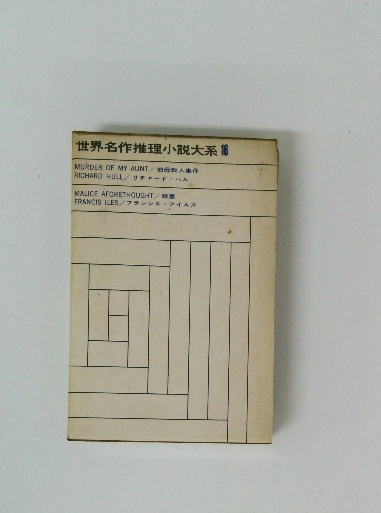 世界名作推理小説大系 16
MURDER OF MY AUNT／伯母殺人事件
RICHARD HULL／リチャード・ハル
MALICE AFORETHOUGHT／殺意
FRANCIS ILES／フランシス・アイルズ